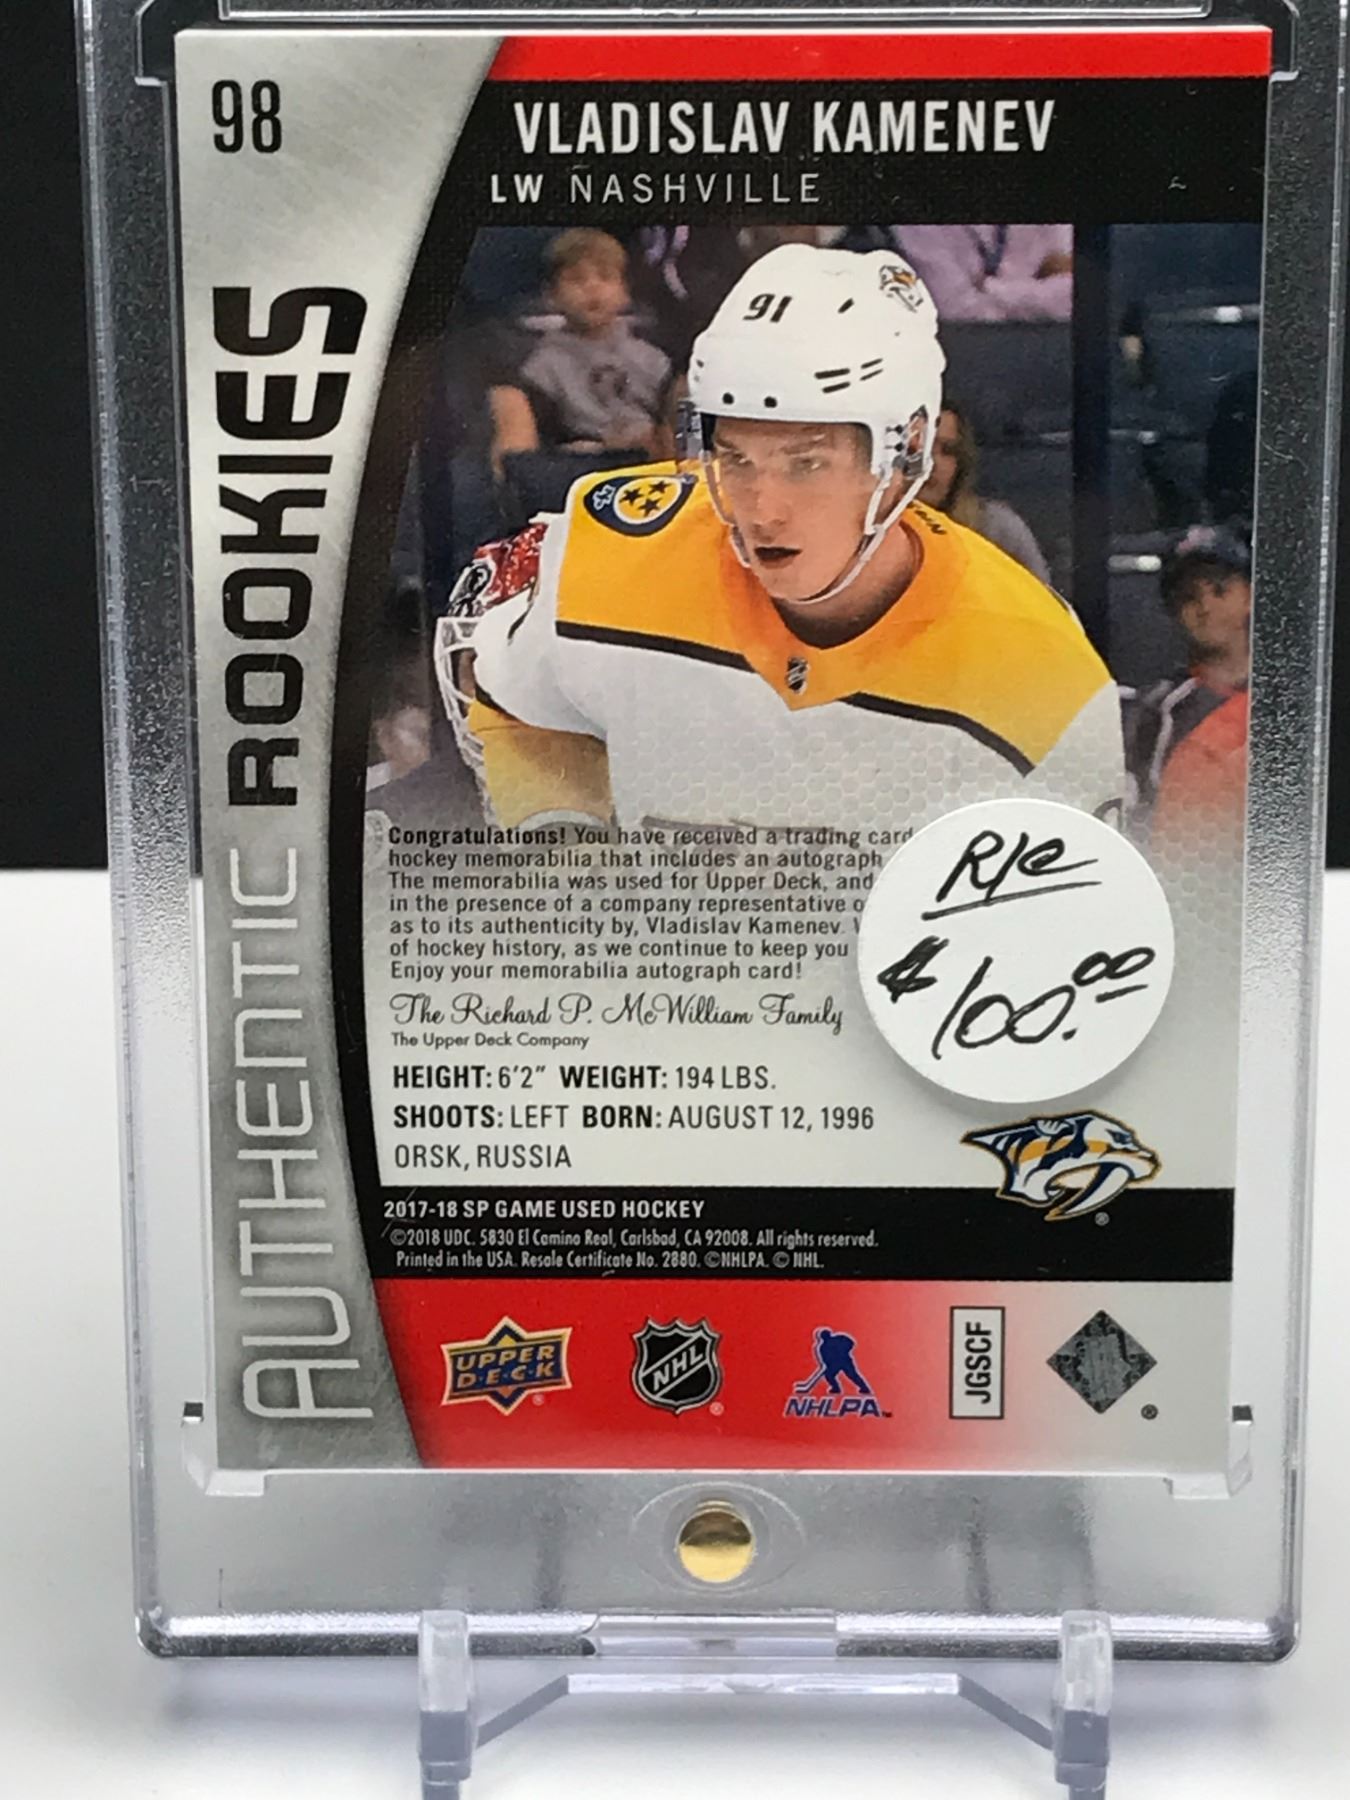 98
VLADISLAV KAMENEV
LW NASHVILLE
AUTHENTIC ROOKIES
91
Congratulations! You have received a trading card
hockey memorabilia that includes an autograph
The memorabilia was used for Upper Deck, and
in the presence of a company representative
as to its authenticity by, Vladislav Kamenev.
of hockey history, as we continue to keep you
Enjoy your memorabilia autograph card!
The Richard P. McWilliam Family
The Upper Deck Company
R/C
$100.00
HEIGHT: 6'2" WEIGHT: 194 LBS.
SHOOTS: LEFT BORN: AUGUST 12, 1996
ORSK, RUSSIA
2017-18 SP GAME USED HOCKEY
©2018 UDC. 5830 El Camino Real, Carlsbad, CA 92008. All rights reserved.
Printed in the USA. Resale Certificate No. 2880. ©NHLPA. © NHL.
UPPER
D·E·C·K
NHL
NHLPA
JGSCF